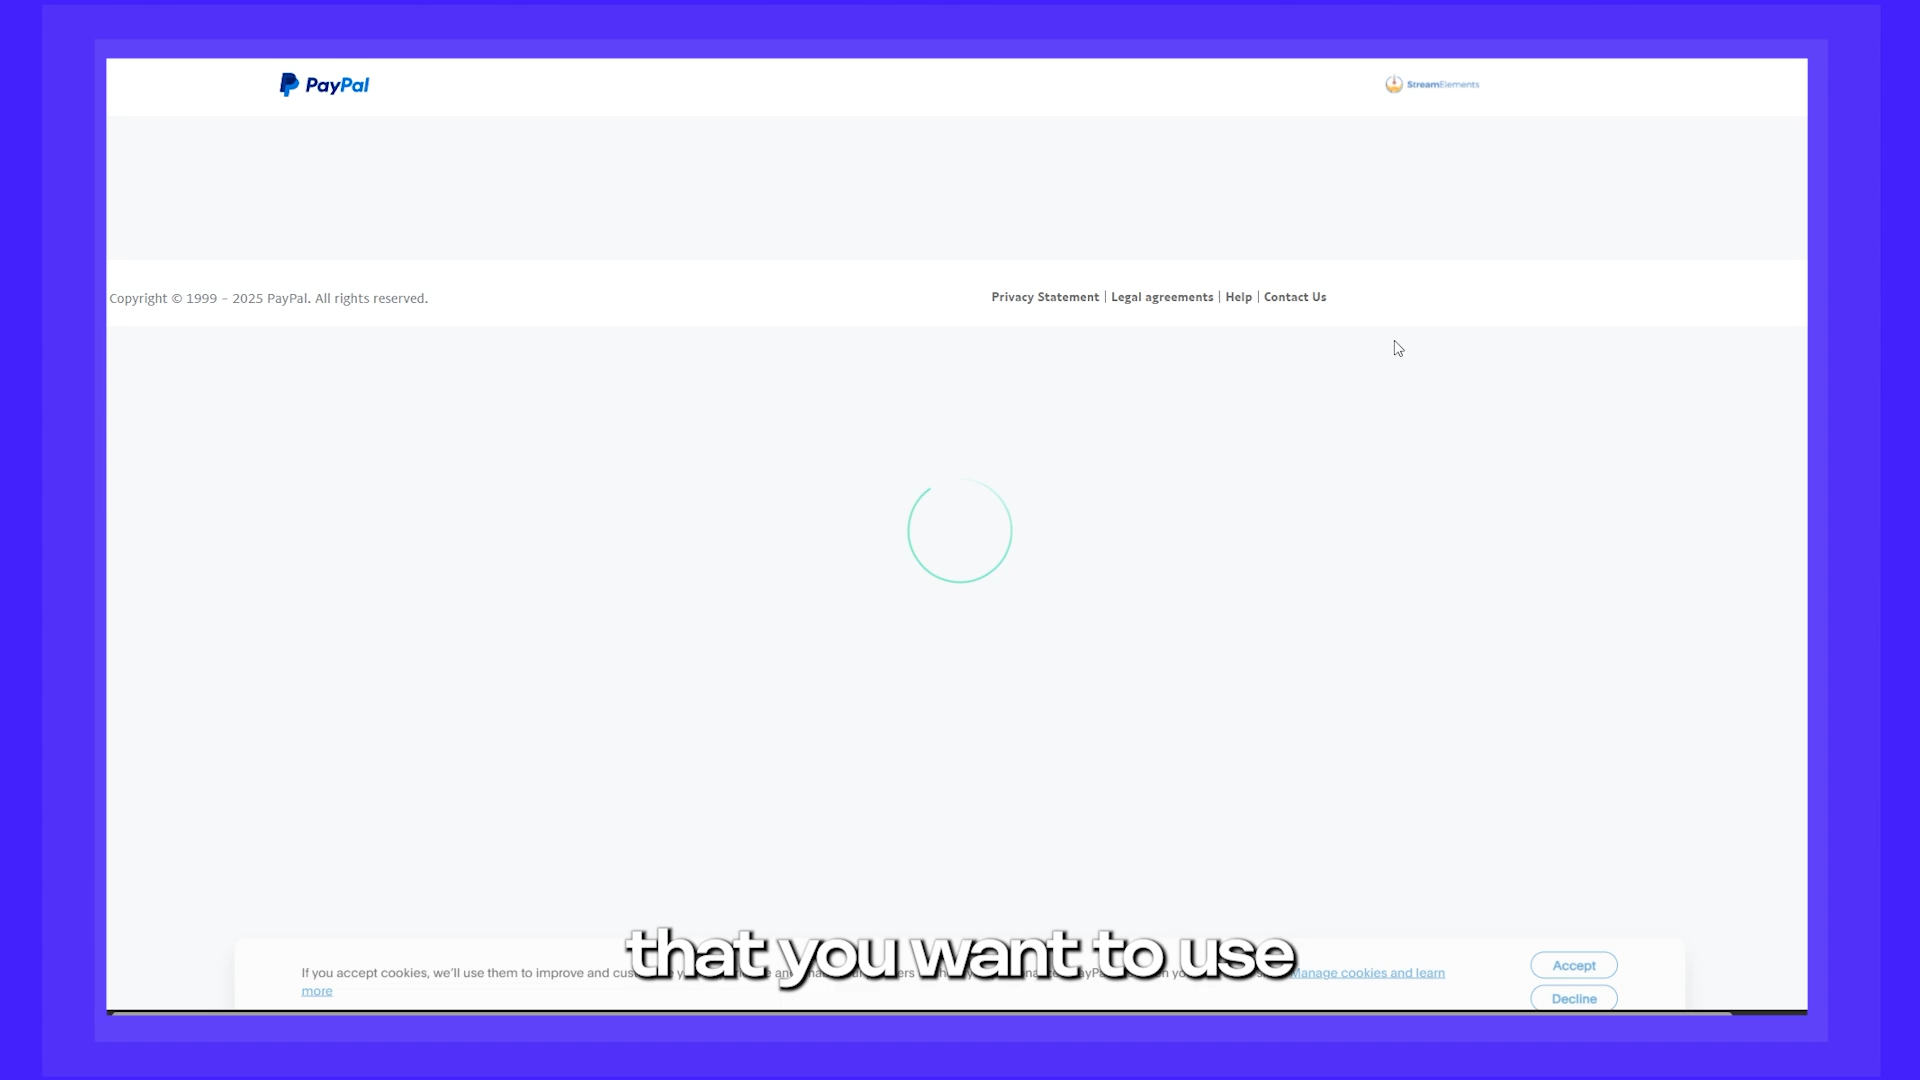 PayPal
StreamElements
Copyright © 1999 - 2025 PayPal. All rights reserved.
Privacy Statement | Legal agreements | Help | Contact Us
If you accept cookies, we'll use them to improve and
Manage cookies and learn
more
Accept
Decline
that you want to use